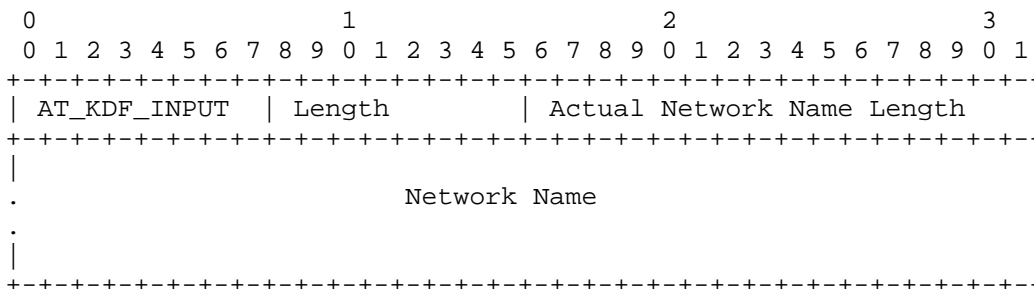 0                   1                   2                   3
 0 1 2 3 4 5 6 7 8 9 0 1 2 3 4 5 6 7 8 9 0 1 2 3 4 5 6 7 8 9 0 1
+-+-+-+-+-+-+-+-+-+-+-+-+-+-+-+-+-+-+-+-+-+-+-+-+-+-+-+-+-+-+-+-
| AT_KDF_INPUT  | Length        | Actual Network Name Length
+-+-+-+-+-+-+-+-+-+-+-+-+-+-+-+-+-+-+-+-+-+-+-+-+-+-+-+-+-+-+-+-
|
.                        Network Name
.
|
+-+-+-+-+-+-+-+-+-+-+-+-+-+-+-+-+-+-+-+-+-+-+-+-+-+-+-+-+-+-+-+-